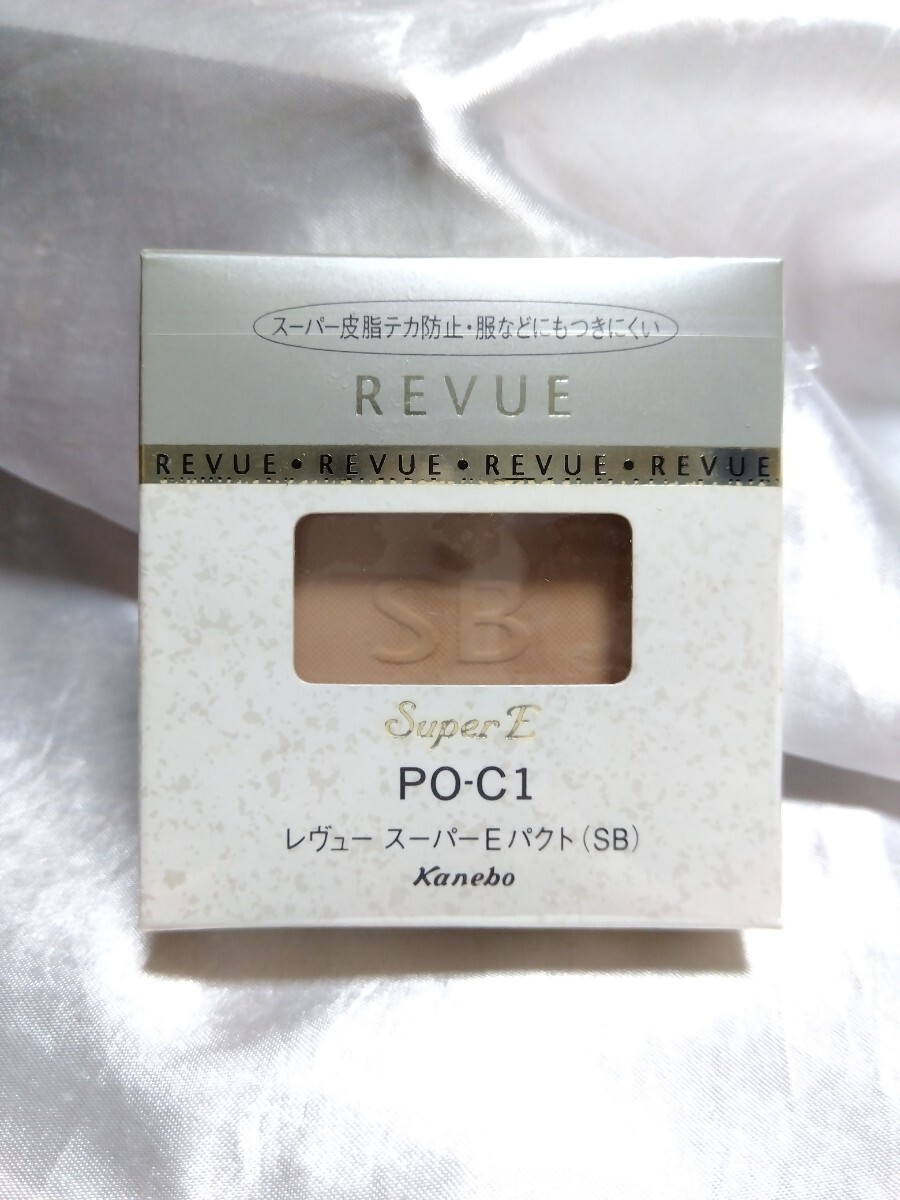 スーパー皮脂テカ防止・服などにもつきにくい
REVUE
REVUE・REVUE・REVUE・REVUE
SB
Super E
PO-C1
レヴュー スーパーEパクト(SB)
Kanebo